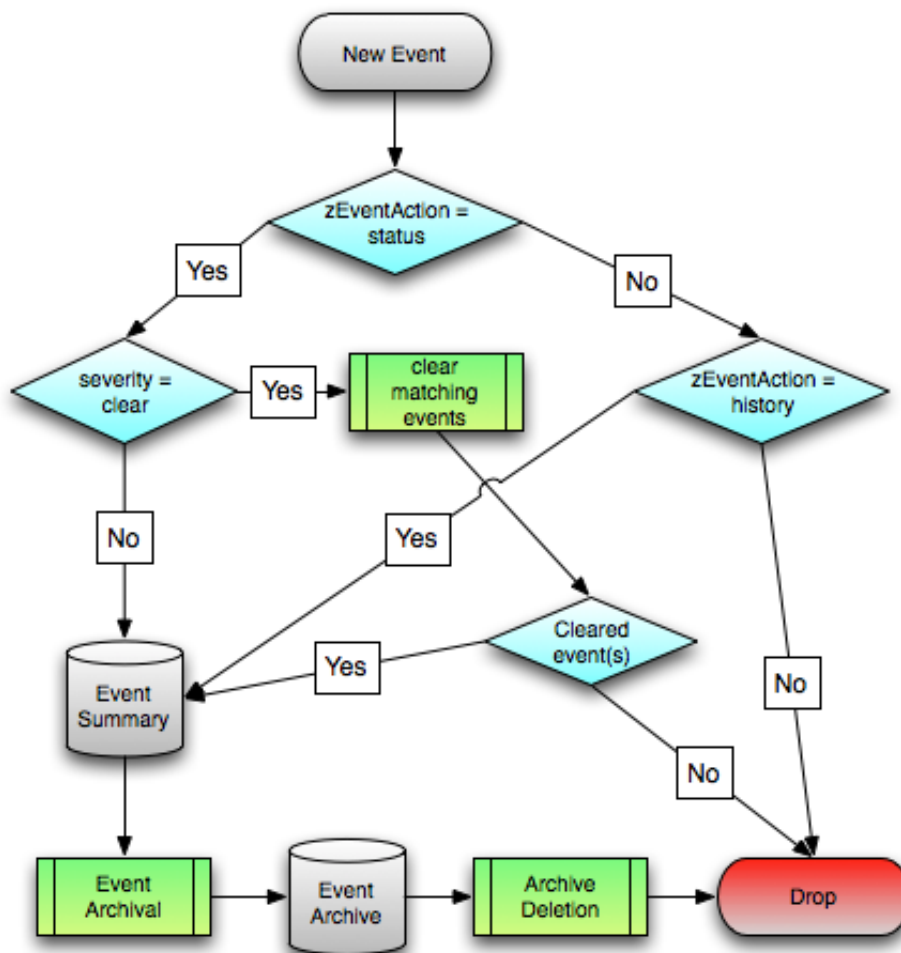 New Event
zEventAction =
status
Yes
No
severity =
clear
Yes
clear
matching
events
zEventAction =
history
No
Yes
Cleared
event(s)
Yes
No
No
Event
Summary
Event
Archival
Event
Archive
Archive
Deletion
Drop